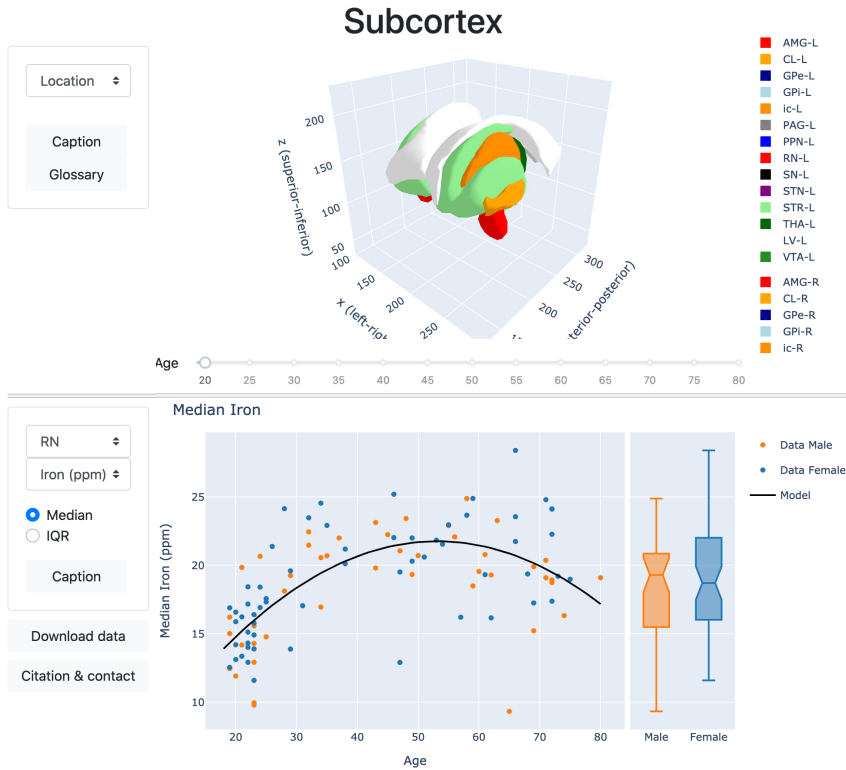 Subcortex
Location
Caption
Glossary
z (superior-inferior)
200
150
100
50
100
150
200
250
x (left-righ
300
250
200
terior-posterior)
AMG-L
CL-L
GPe-L
GPi-L
ic-L
PAG-L
PPN-L
RN-L
SN-L
STN-L
STR-L
THA-L
LV-L
VTA-L
AMG-R
CL-R
GPe-R
GPi-R
ic-R
Age
20 25 30 35 40 45 50 55 60 65 70 75 80
RN
Iron (ppm)
Median
IQR
Caption
Download data
Citation & contact
Median Iron
Median Iron (ppm)
25
20
15
10
20 30 40 50 60 70 80
Age
Male Female
Data Male
Data Female
Model